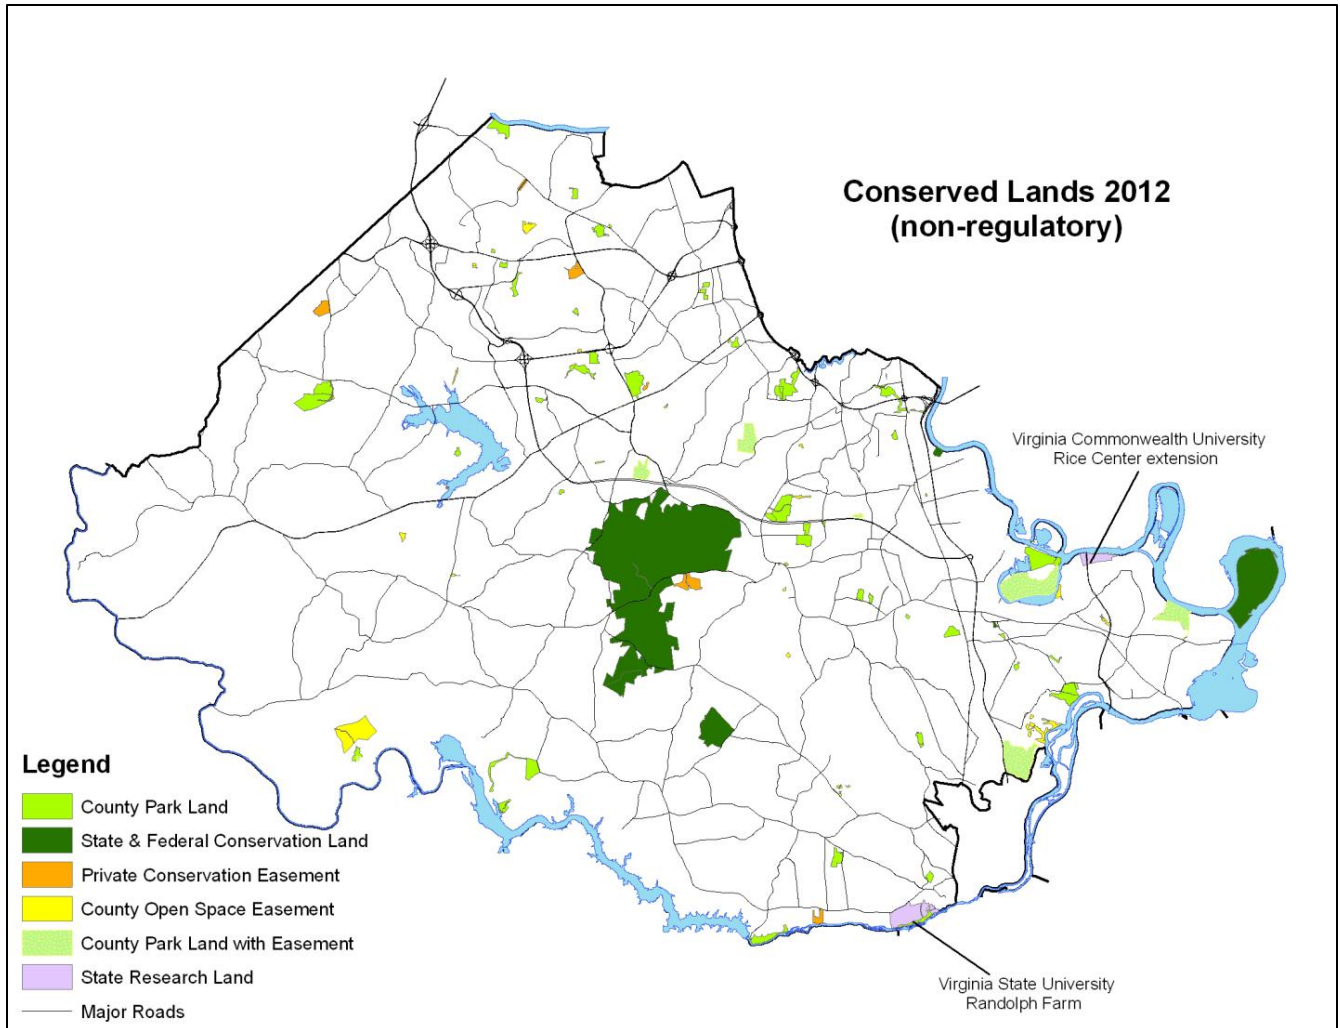 Conserved Lands 2012
(non-regulatory)
Virginia Commonwealth University
Rice Center extension
Legend
County Park Land
State & Federal Conservation Land
Private Conservation Easement
County Open Space Easement
County Park Land with Easement
State Research Land
Major Roads
Virginia State University
Randolph Farm